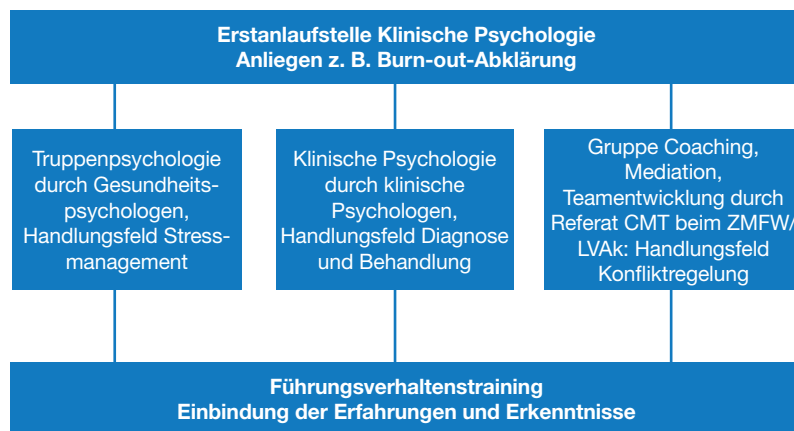 Erstanlaufstelle Klinische Psychologie
Anliegen z. B. Burn-out-Abklärung
Truppenpsychologie
durch Gesundheits-
psychologen,
Handlungsfeld Stress-
management
Klinische Psychologie
durch klinische
Psychologen,
Handlungsfeld Diagnose
und Behandlung
Gruppe Coaching,
Mediation,
Teamentwicklung durch
Referat CMT beim ZMFW/
LVAk: Handlungsfeld
Konfliktregelung
Führungsverhaltenstraining
Einbindung der Erfahrungen und Erkenntnisse